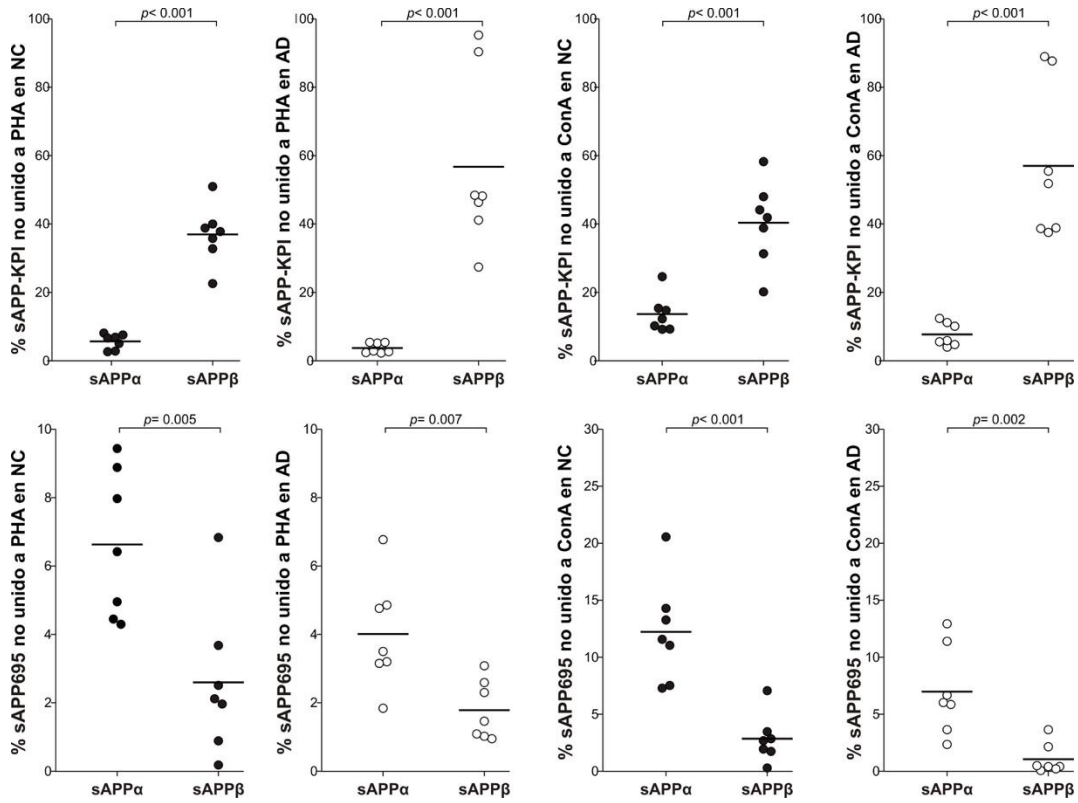 p< 0.001
% sAPP-KPI no unido a PHA en NC
100
80
60
40
20
0
sAPPα
sAPPβ
p< 0.001
% sAPP-KPI no unido a PHA en AD
100
80
60
40
20
0
sAPPα
sAPPβ
p< 0.001
% sAPP-KPI no unido a ConA en NC
100
80
60
40
20
0
sAPPα
sAPPβ
p< 0.001
% sAPP-KPI no unido a ConA en AD
100
80
60
40
20
0
sAPPα
sAPPβ
p= 0.005
% sAPP695 no unido a PHA en NC
10
8
6
4
2
0
sAPPα
sAPPβ
p= 0.007
% sAPP695 no unido a PHA en AD
10
8
6
4
2
0
sAPPα
sAPPβ
p< 0.001
% sAPP695 no unido a ConA en NC
30
25
20
15
10
5
0
sAPPα
sAPPβ
p= 0.002
% sAPP695 no unido a ConA en AD
30
25
20
15
10
5
0
sAPPα
sAPPβ